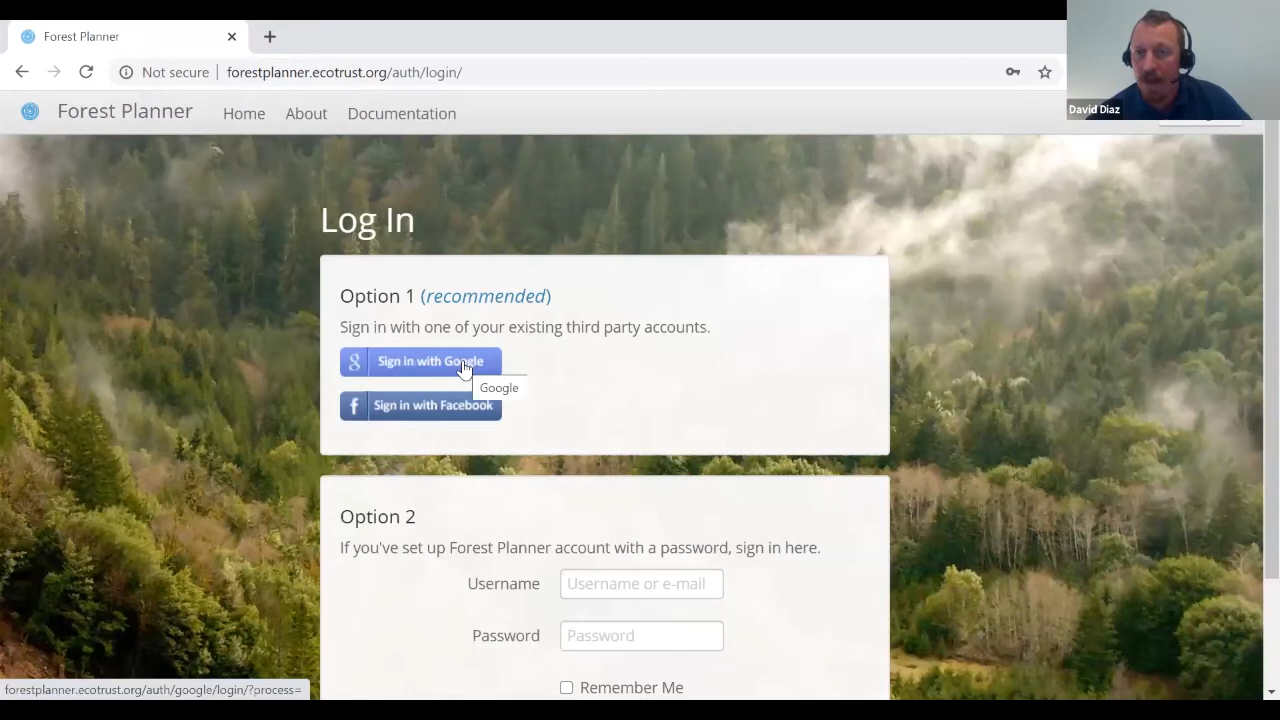 Forest Planner
Not secure
forestplanner.ecotrust.org/auth/login/
David Diaz
Forest Planner
Home
About
Documentation
Log In
Option 1 (recommended)
Sign in with one of your existing third party accounts.
g Sign in with Google
Google
f Sign in with Facebook
Option 2
If you've set up Forest Planner account with a password, sign in here.
Username
Username or e-mail
Password
Password
Remember Me
forestplanner.ecotrust.org/auth/google/login/?process=